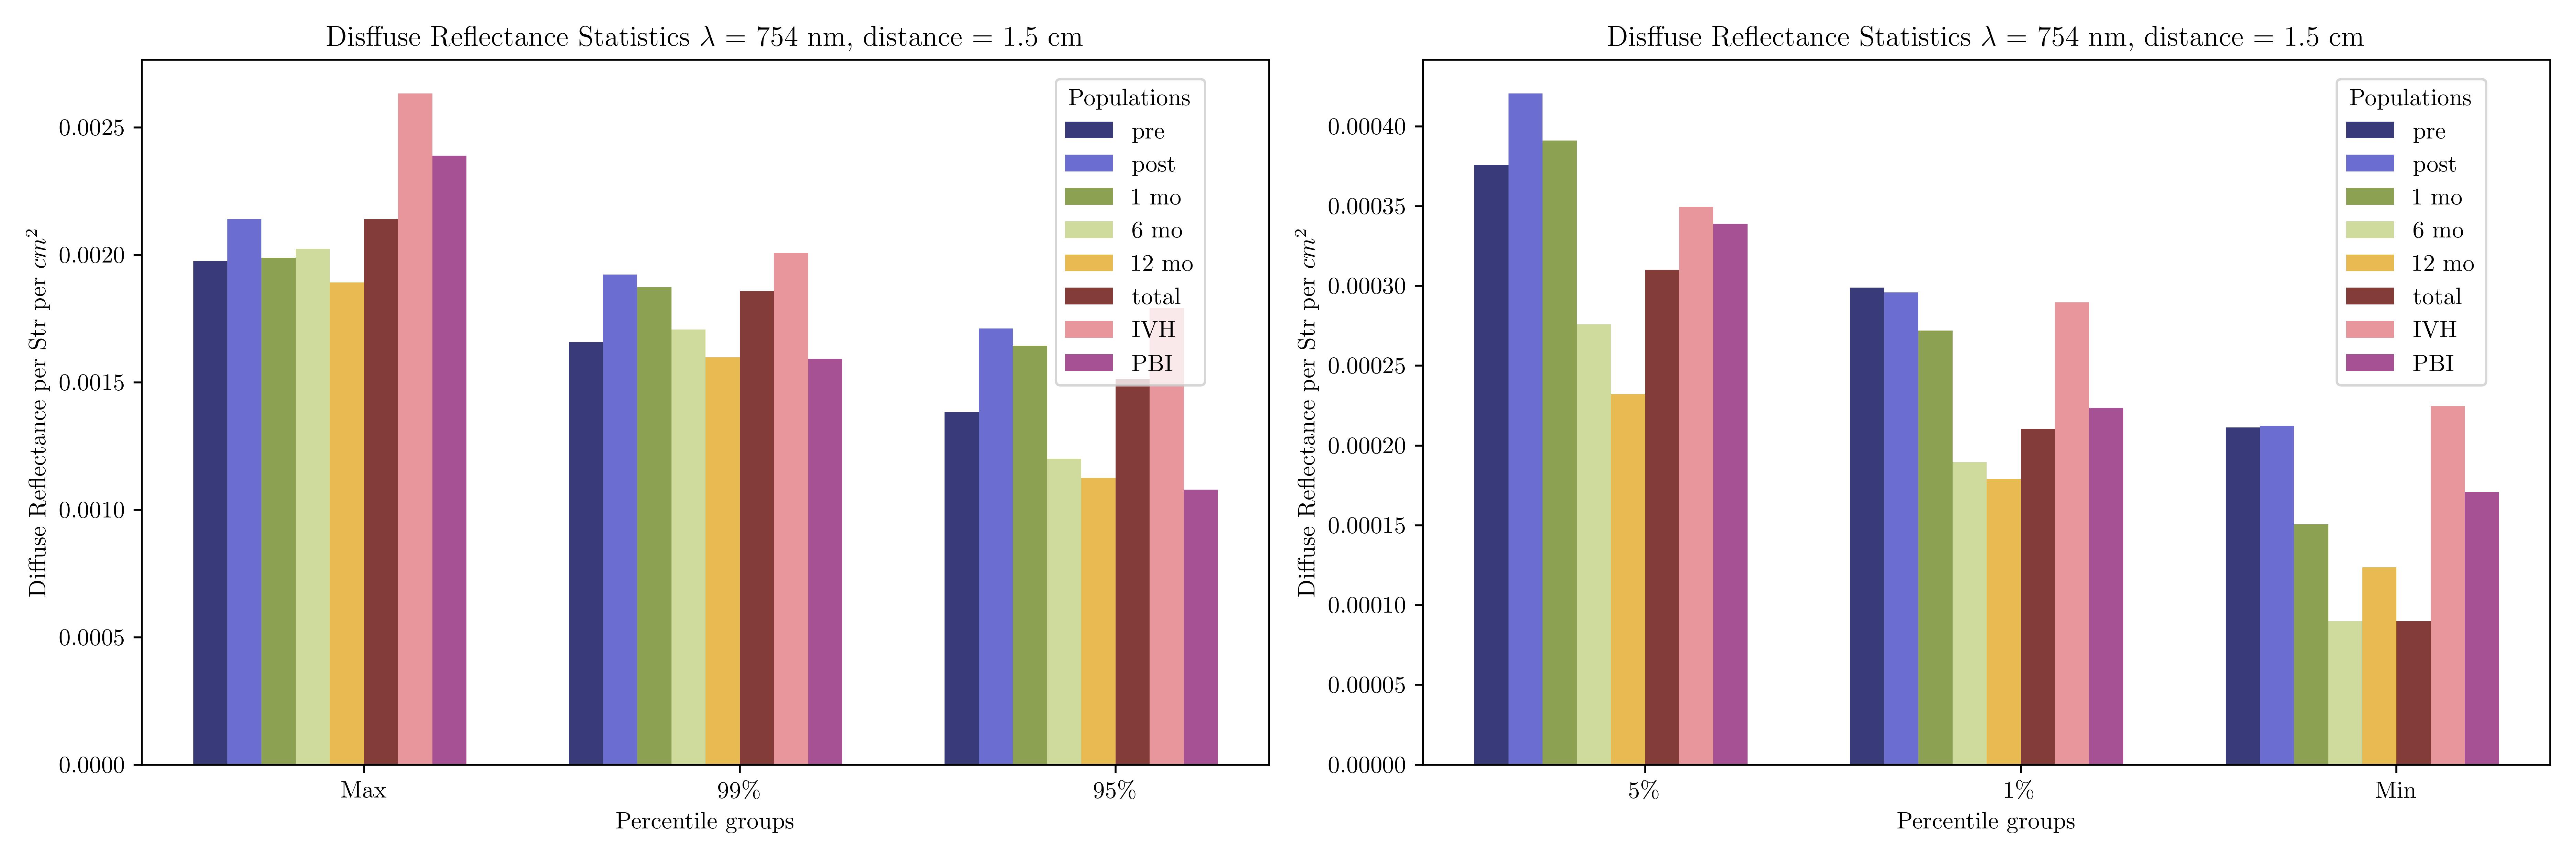 Disffuse Reflectance Statistics λ = 754 nm, distance = 1.5 cm
Diffuse Reflectance per Str per cm²
0.0025
0.0020
0.0015
0.0010
0.0005
0.0000
Max
99%
95%
Percentile groups
Populations
pre
post
1 mo
6 mo
12 mo
total
IVH
PBI
Disffuse Reflectance Statistics λ = 754 nm, distance = 1.5 cm
Diffuse Reflectance per Str per cm²
0.00040
0.00035
0.00030
0.00025
0.00020
0.00015
0.00010
0.00005
0.00000
5%
1%
Min
Percentile groups
Populations
pre
post
1 mo
6 mo
12 mo
total
IVH
PBI